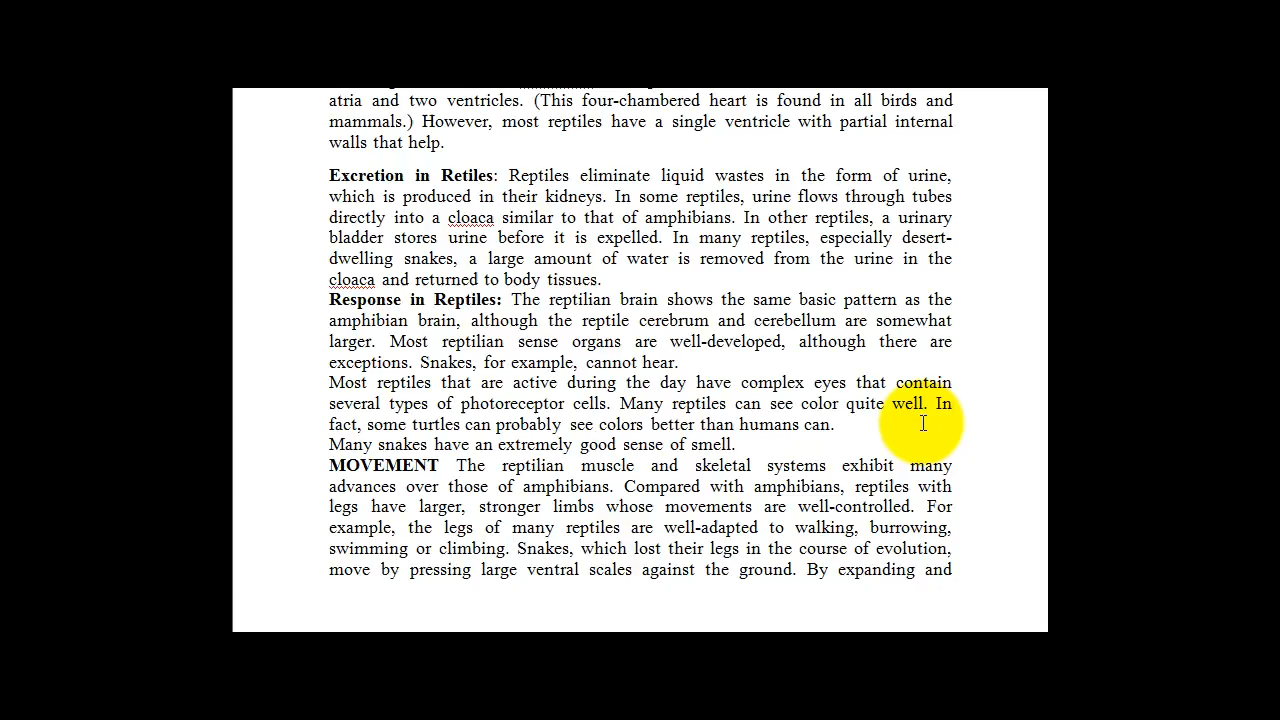 atria and two ventricles. (This four-chambered heart is found in all birds and
mammals.) However, most reptiles have a single ventricle with partial internal
walls that help.
Excretion in Retiles: Reptiles eliminate liquid wastes in the form of urine,
which is produced in their kidneys. In some reptiles, urine flows through tubes
directly into a cloaca similar to that of amphibians. In other reptiles, a urinary
bladder stores urine before it is expelled. In many reptiles, especially desert-
dwelling snakes, a large amount of water is removed from the urine in the
cloaca and returned to body tissues.
Response in Reptiles: The reptilian brain shows the same basic pattern as the
amphibian brain, although the reptile cerebrum and cerebellum are somewhat
larger. Most reptilian sense organs are well-developed, although there are
exceptions. Snakes, for example, cannot hear.
Most reptiles that are active during the day have complex eyes that contain
several types of photoreceptor cells. Many reptiles can see color quite well. In
fact, some turtles can probably see colors better than humans can.
Many snakes have an extremely good sense of smell.
MOVEMENT The reptilian muscle and skeletal systems exhibit many
advances over those of amphibians. Compared with amphibians, reptiles with
legs have larger, stronger limbs whose movements are well-controlled. For
example, the legs of many reptiles are well-adapted to walking, burrowing,
swimming or climbing. Snakes, which lost their legs in the course of evolution,
move by pressing large ventral scales against the ground. By expanding and